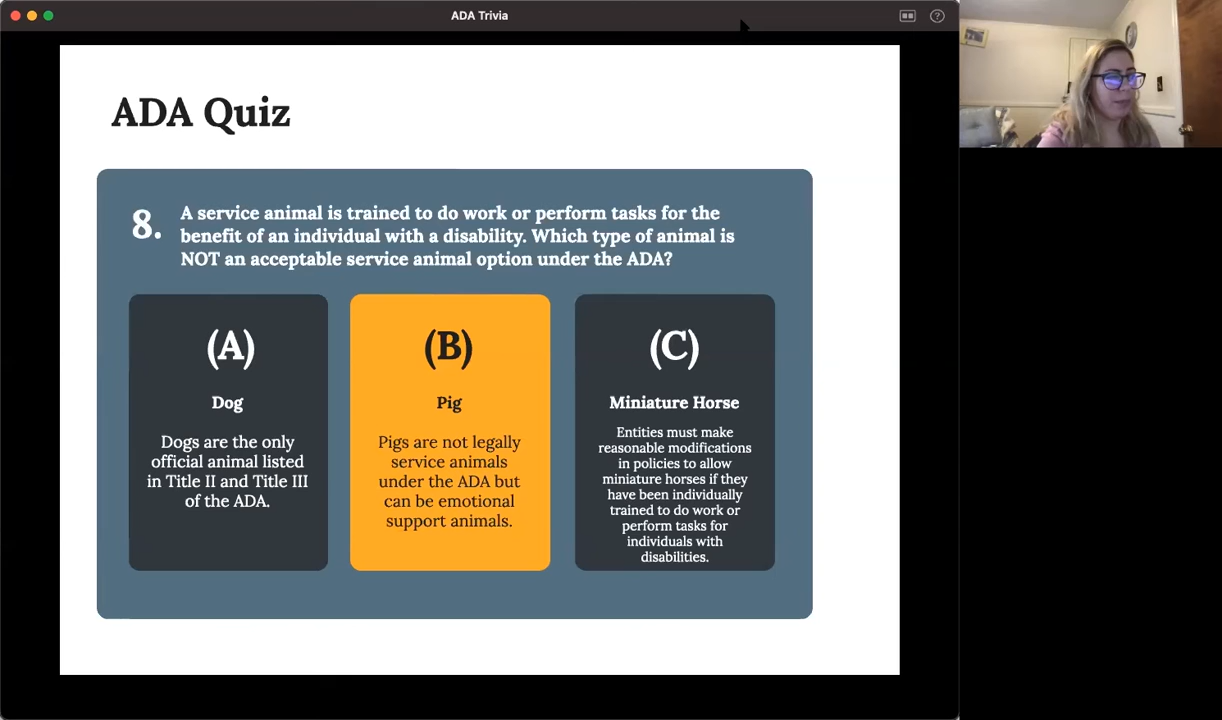 ADA Trivia
ADA Quiz
8.
A service animal is trained to do work or perform tasks for the
benefit of an individual with a disability. Which type of animal is
NOT an acceptable service animal option under the ADA?
(A)
Dog
Dogs are the only
official animal listed
in Title II and Title III
of the ADA.
(B)
Pig
Pigs are not legally
service animals
under the ADA but
can be emotional
support animals.
(C)
Miniature Horse
Entities must make
reasonable modifications
in policies to allow
miniature horses if they
have been individually
trained to do work or
perform tasks for
individuals with
disabilities.